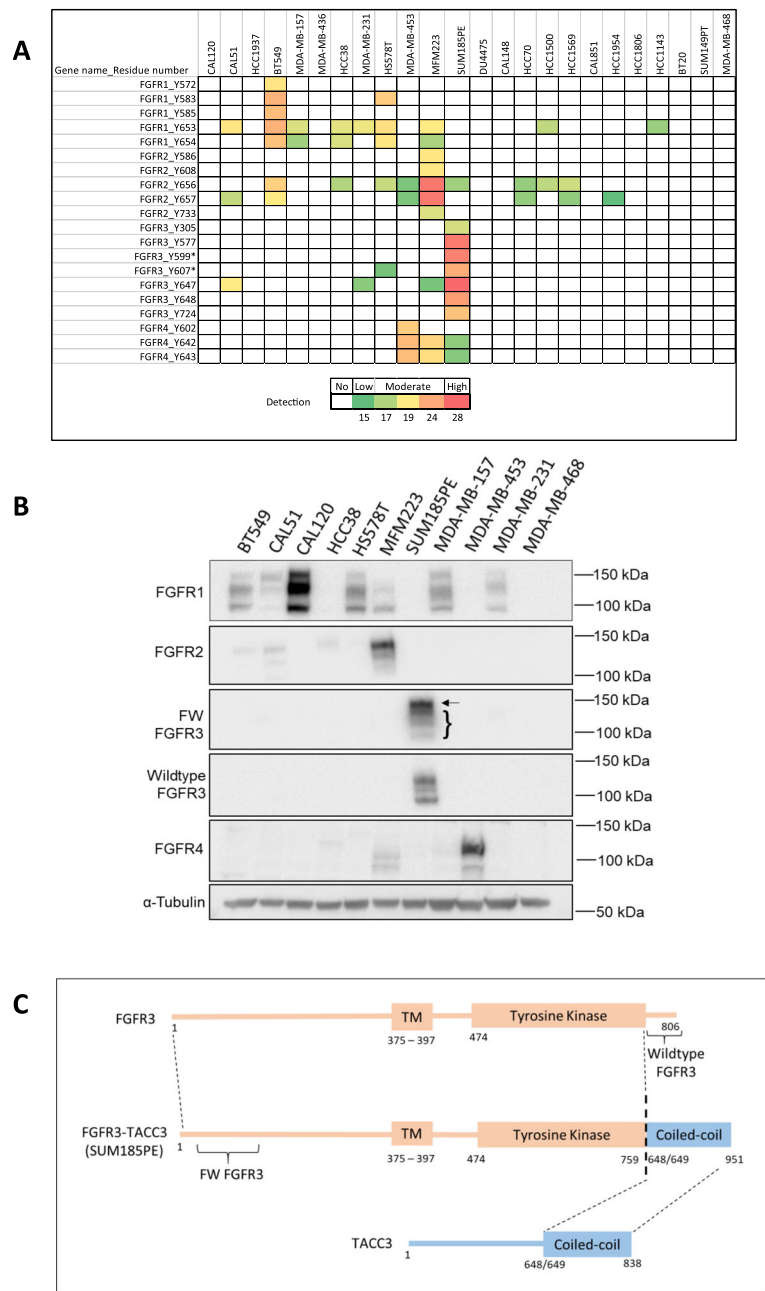 A
Gene name_Residue number
CAL120
CAL51
HCC1937
BT549
MDA-MB-157
MDA-MB-436
HCC38
MDA-MB-231
HS578T
MDA-MB-453
MFM223
SUM185PE
DU4475
CAL148
HCC70
HCC1500
HCC1569
CAL851
HCC1954
HCC1806
HCC1143
BT20
SUM149PT
MDA-MB-468
FGFR1_Y572
FGFR1_Y583
FGFR1_Y585
FGFR1_Y653
FGFR1_Y654
FGFR2_Y586
FGFR2_Y608
FGFR2_Y656
FGFR2_Y657
FGFR2_Y733
FGFR3_Y305
FGFR3_Y577
FGFR3_Y599*
FGFR3_Y607*
FGFR3_Y647
FGFR3_Y648
FGFR3_Y724
FGFR4_Y602
FGFR4_Y642
FGFR4_Y643
No Low Moderate High
Detection
15 17 19 24 28
B
BT549
CAL51
CAL120
HCC38
HS578T
MFM223
SUM185PE
MDA-MB-157
MDA-MB-453
MDA-MB-231
MDA-MB-468
FGFR1
150 kDa
100 kDa
FGFR2
150 kDa
100 kDa
FW
FGFR3
150 kDa
100 kDa
Wildtype
FGFR3
150 kDa
100 kDa
FGFR4
150 kDa
100 kDa
α-Tubulin
50 kDa
C
FGFR3
TM
Tyrosine Kinase
1
375 – 397
474
806
Wildtype
FGFR3
FGFR3-TACC3
(SUM185PE)
TM
Tyrosine Kinase
Coiled-coil
1
FW FGFR3
375 – 397
474
759
648/649
951
TACC3
Coiled-coil
1
648/649
838